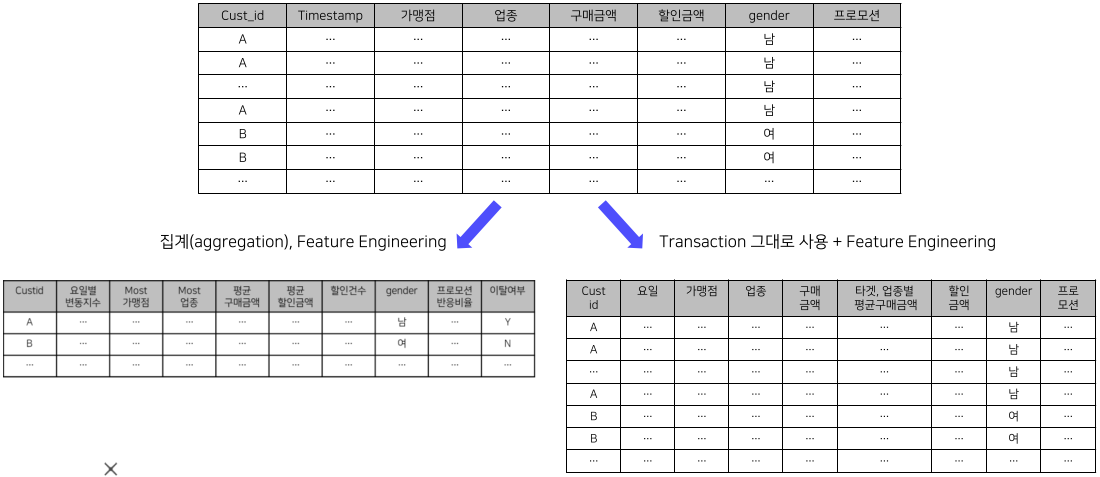 Cust_id Timestamp 가맹점 업종 구매금액 할인금액 gender 프로모션
A ... ... ... ... ... 남 ...
A ... ... ... ... ... 남 ...
... ... ... ... ... ... 남 ...
A ... ... ... ... ... 남 ...
B ... ... ... ... ... 여 ...
B ... ... ... ... ... 여 ...
... ... ... ... ... ... ... ...
집계(aggregation), Feature Engineering
Transaction 그대로 사용 + Feature Engineering
Custid 요일별 Most Most 평균 평균 할인건수 gender 프로모션 이탈여부
변동지수 가맹점 업종 구매금액 할인금액 반응비율
A ... ... ... ... ... ... 남 ... Y
B ... ... ... ... ... ... 여 ... N
... ... ... ... ... ... ... ... ... ...
Cust 요일 가맹점 업종 구매 타겟, 업종별 할인 gender 프로
id 금액 평균구매금액 금액 모션
A ... ... ... ... ... ... 남 ...
A ... ... ... ... ... ... 남 ...
... ... ... ... ... ... ... 남 ...
A ... ... ... ... ... ... 남 ...
B ... ... ... ... ... ... 여 ...
B ... ... ... ... ... ... 여 ...
... ... ... ... ... ... ... ... ...